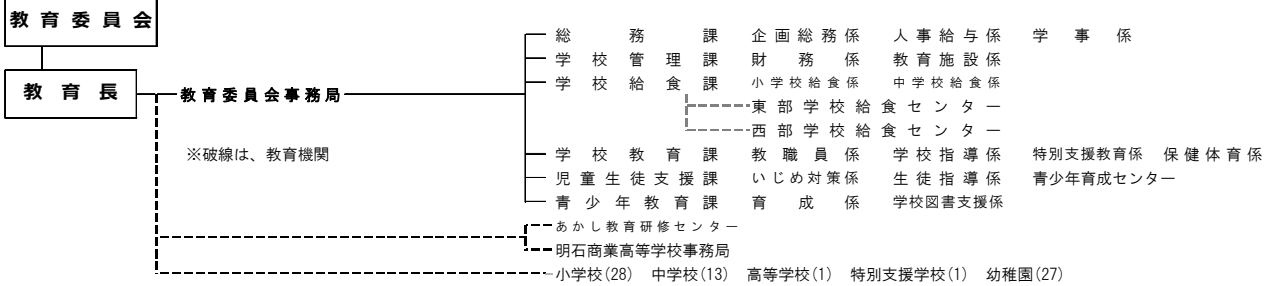 教育委員会
総務課 企画総務係 人事給与係 学事係
学校管理課 財務係 教育施設係
学校給食課 小学校給食係 中学校給食係
教育長 教育委員会事務局
東部学校給食センター
西部学校給食センター
※破線は、教育機関
学校教育課 教職員係 学校指導係 特別支援教育係 保健体育係
児童生徒支援課 いじめ対策係 生徒指導係 青少年育成センター
青少年教育課 育成係 学校図書支援係
あかし教育研修センター
明石商業高等学校事務局
小学校(28) 中学校(13) 高等学校(1) 特別支援学校(1) 幼稚園(27)